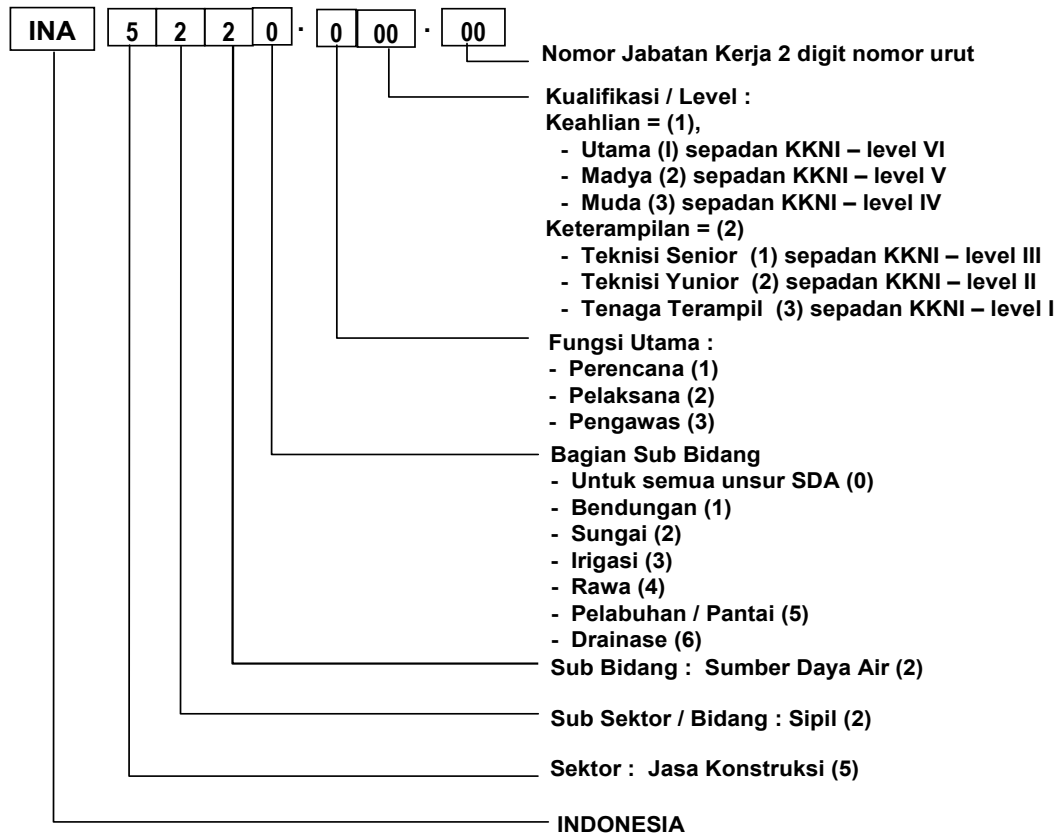 INA 5 2 2 0 . 0 00 . 00
Nomor Jabatan Kerja 2 digit nomor urut
Kualifikasi / Level :
Keahlian = (1),
- Utama (I) sepadan KKNI – level VI
- Madya (2) sepadan KKNI – level V
- Muda (3) sepadan KKNI – level IV
Keterampilan = (2)
- Teknisi Senior (1) sepadan KKNI – level III
- Teknisi Yunior (2) sepadan KKNI – level II
- Tenaga Terampil (3) sepadan KKNI – level I
Fungsi Utama :
- Perencana (1)
- Pelaksana (2)
- Pengawas (3)
Bagian Sub Bidang
- Untuk semua unsur SDA (0)
- Bendungan (1)
- Sungai (2)
- Irigasi (3)
- Rawa (4)
- Pelabuhan / Pantai (5)
- Drainase (6)
Sub Bidang : Sumber Daya Air (2)
Sub Sektor / Bidang : Sipil (2)
Sektor : Jasa Konstruksi (5)
INDONESIA